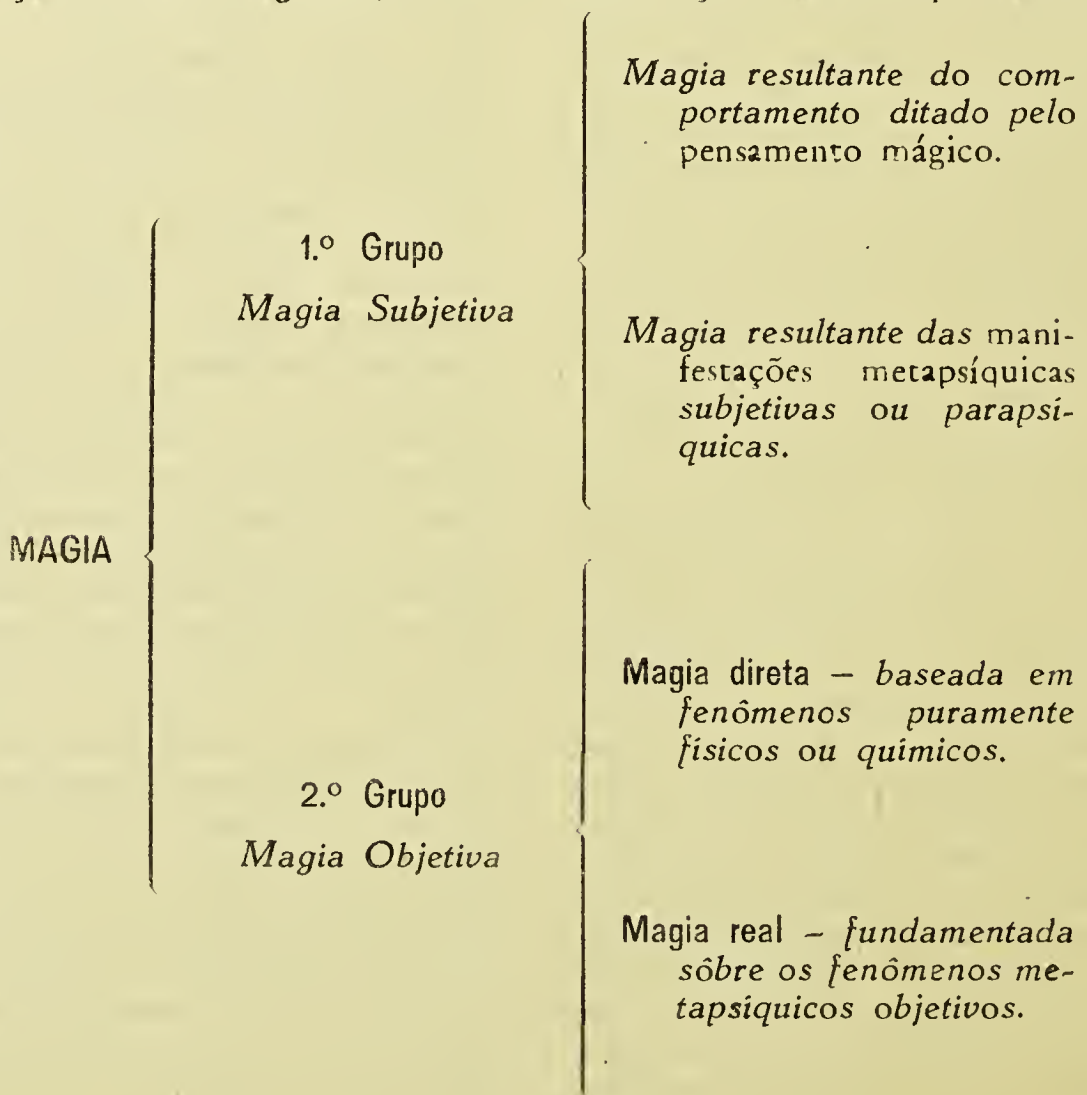 Magia resultante do com-
portamento ditado pelo
pensamento mágico.
1.º Grupo
Magia Subjetiva
Magia resultante das mani-
festações metapsíquicas
subjetivas ou parapsí-
quicas.
MAGIA
Magia direta — baseada em
fenômenos puramente
físicos ou químicos.
2.º Grupo
Magia Objetiva
Magia real — fundamentada
sôbre os fenômenos me-
tapsíquicos objetivos.